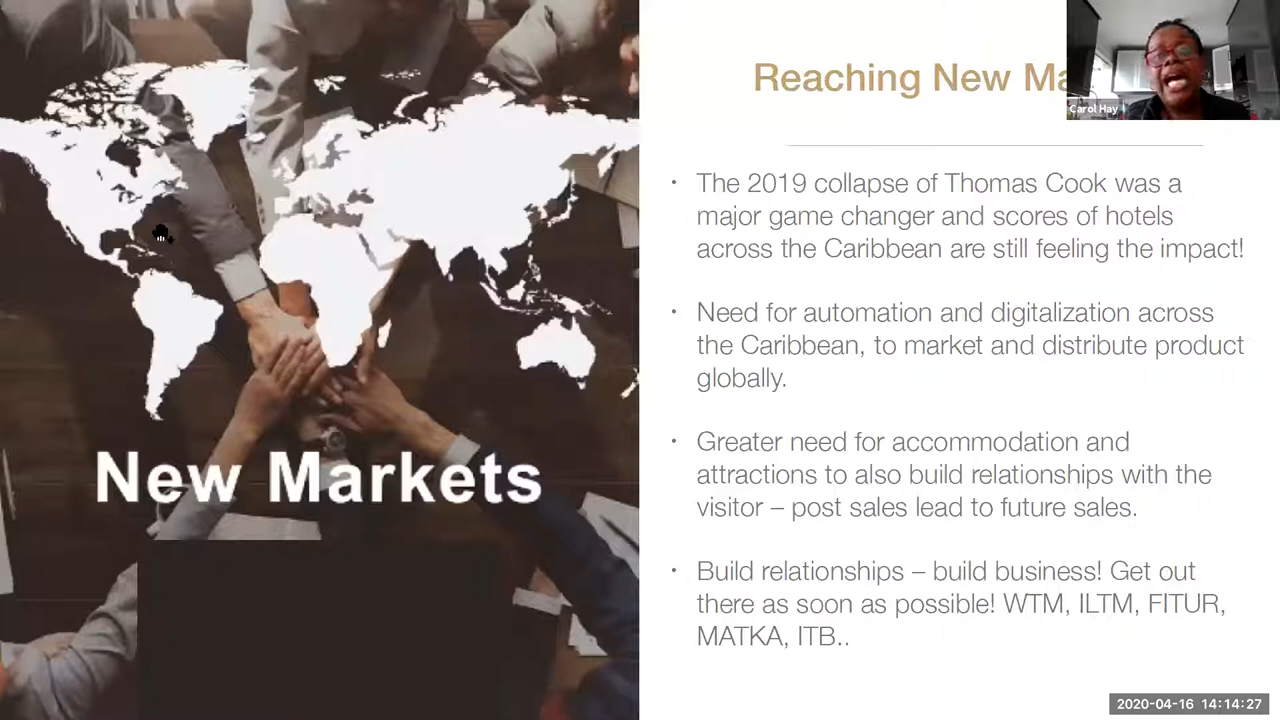 New Markets
Reaching New Ma
Carol Hay
• The 2019 collapse of Thomas Cook was a
major game changer and scores of hotels
across the Caribbean are still feeling the impact!
• Need for automation and digitalization across
the Caribbean, to market and distribute product
globally.
• Greater need for accommodation and
attractions to also build relationships with the
visitor – post sales lead to future sales.
• Build relationships – build business! Get out
there as soon as possible! WTM, ILTM, FITUR,
MATKA, ITB..
2020-04-16 14:14:27